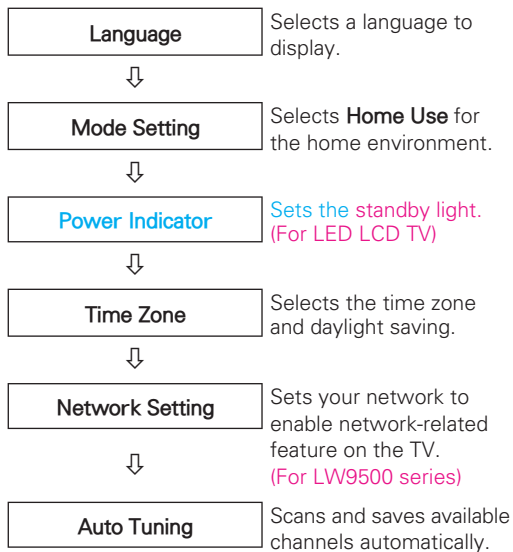 Language
Selects a language to
display.
Mode Setting
Selects Home Use for
the home environment.
Power Indicator
Sets the standby light.
(For LED LCD TV)
Time Zone
Selects the time zone
and daylight saving.
Network Setting
Sets your network to
enable network-related
feature on the TV.
(For LW9500 series)
Auto Tuning
Scans and saves available
channels automatically.